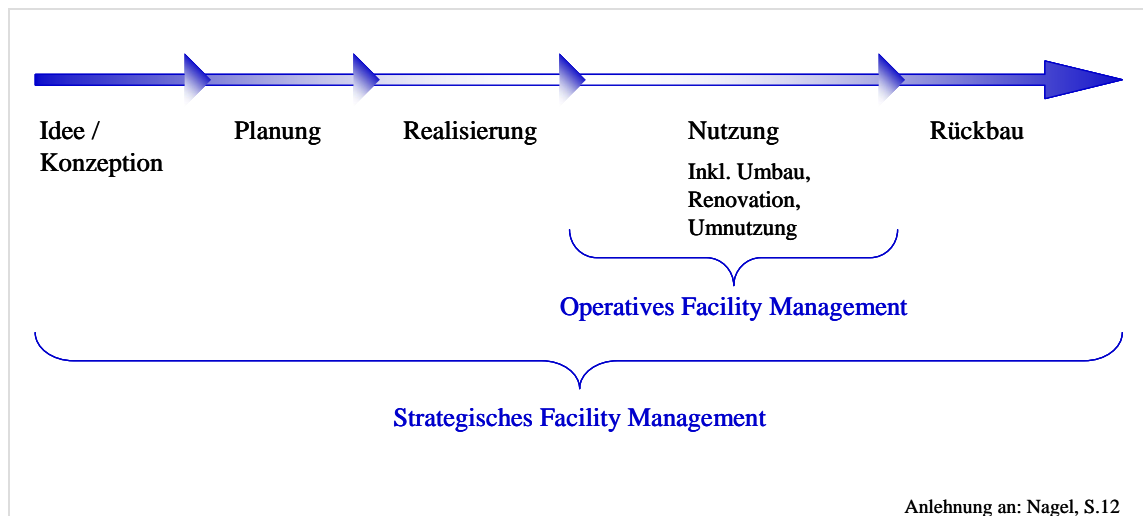 Idee /
Konzeption
Planung
Realisierung
Nutzung
Inkl. Umbau,
Renovation,
Umnutzung
Rückbau
Operatives Facility Management
Strategisches Facility Management
Anlehnung an: Nagel, S.12